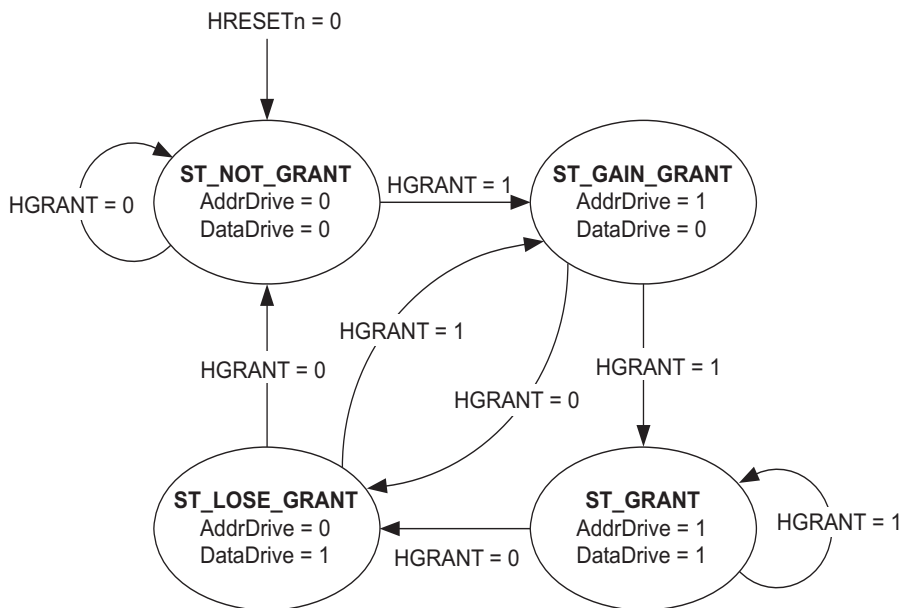 HRESETn = 0
ST_NOT_GRANT
AddrDrive = 0
DataDrive = 0
HGRANT = 1
ST_GAIN_GRANT
AddrDrive = 1
DataDrive = 0
HGRANT = 0
HGRANT = 1
HGRANT = 0
HGRANT = 1
HGRANT = 0
ST_LOSE_GRANT
AddrDrive = 0
DataDrive = 1
HGRANT = 0
ST_GRANT
AddrDrive = 1
DataDrive = 1
HGRANT = 1